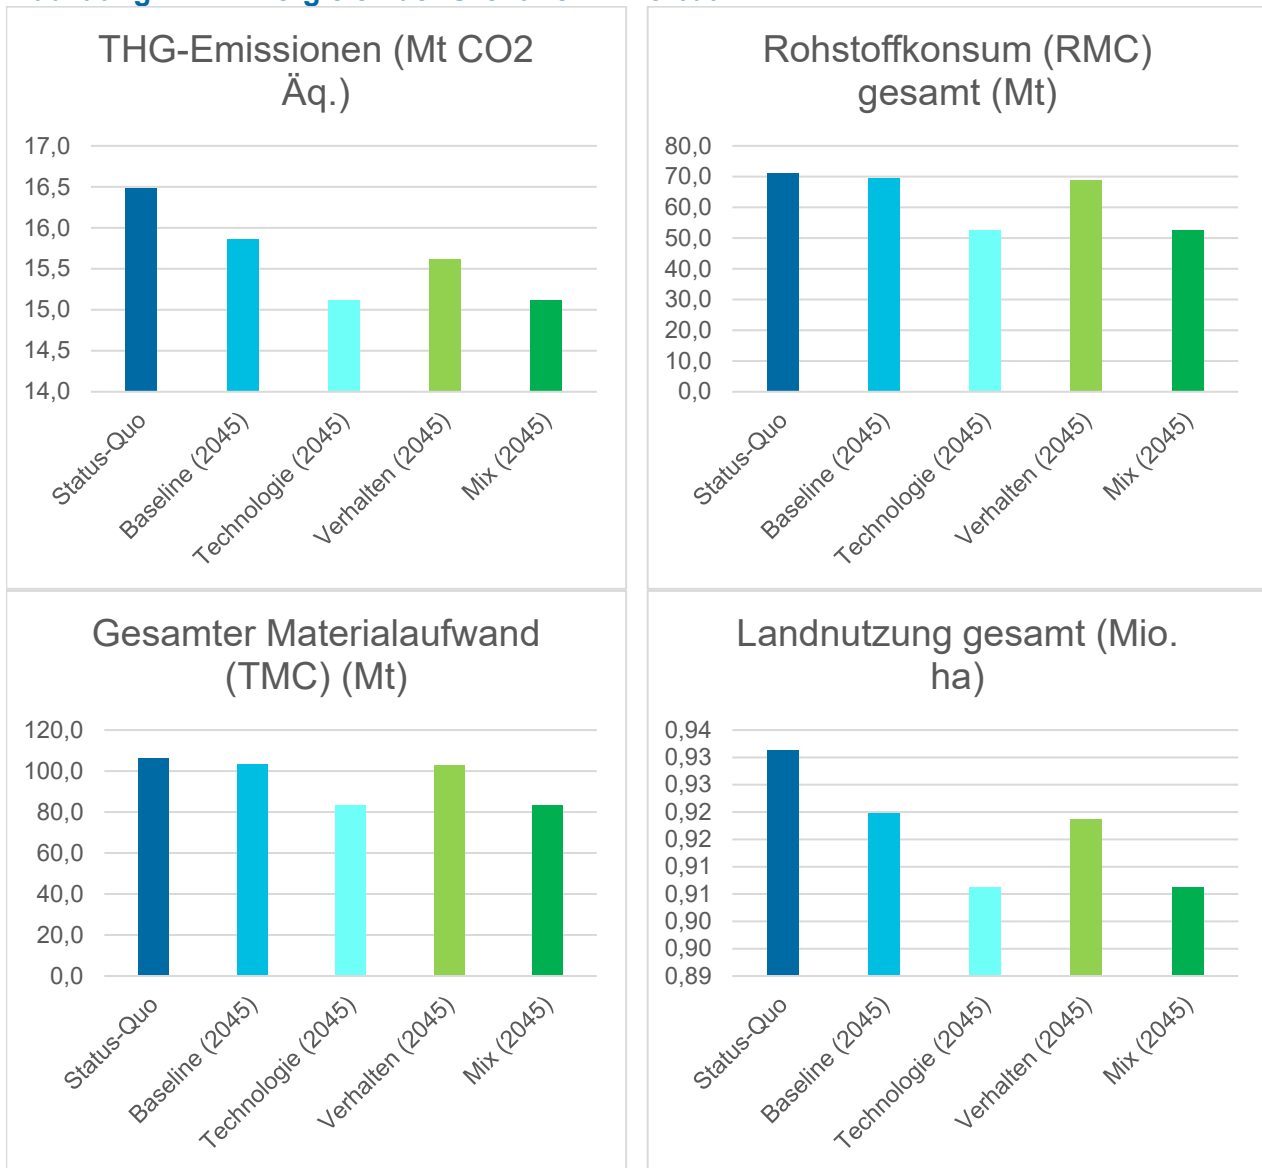 THG-Emissionen (Mt CO2
Äq.)
17,0
16,5
16,0
15,5
15,0
14,5
14,0
Status-Quo
Baseline (2045)
Technologie (2045)
Verhalten (2045)
Mix (2045)
Rohstoffkonsum (RMC)
gesamt (Mt)
80,0
70,0
60,0
50,0
40,0
30,0
20,0
10,0
0,0
Status-Quo
Baseline (2045)
Technologie (2045)
Verhalten (2045)
Mix (2045)
Gesamter Materialaufwand
(TMC) (Mt)
120,0
100,0
80,0
60,0
40,0
20,0
0,0
Status-Quo
Baseline (2045)
Technologie (2045)
Verhalten (2045)
Mix (2045)
Landnutzung gesamt (Mio.
ha)
0,94
0,93
0,93
0,92
0,92
0,91
0,91
0,90
0,90
0,89
Status-Quo
Baseline (2045)
Technologie (2045)
Verhalten (2045)
Mix (2045)